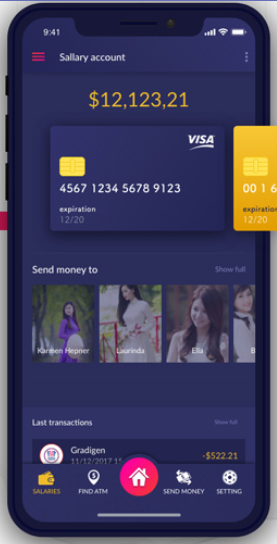 9:41
Sallary account
$12,123,21
VISA
4567 1234 5678 9123
00 1 6
expiration
12/20
expiration
12/20
Send money to
Show full
Karmen Hepner
Laurinda
Ella
B
Last transactions
Show full
Gradigen
11/12/2017 15
-$522.21
SALARIES
FIND ATM
SEND MONEY
SETTING